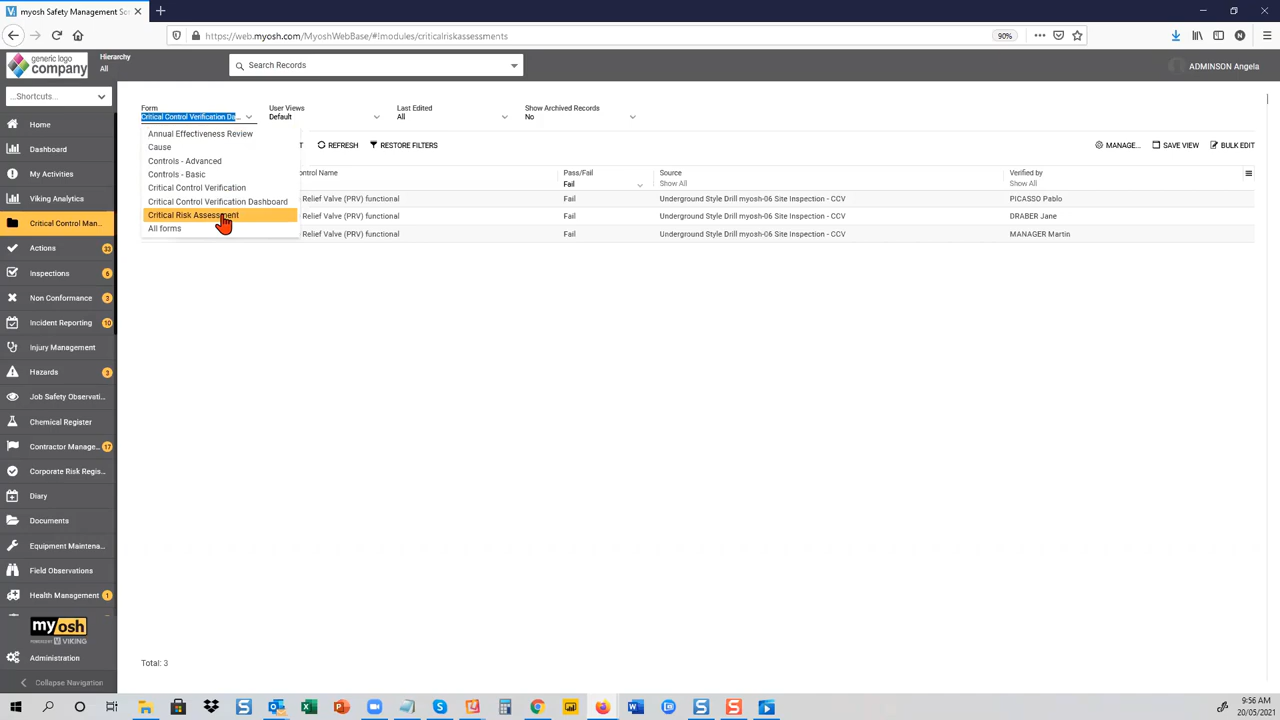 myosh Safety Management So
https://web.myosh.com/MyoshWebBase/#!modules/criticalriskassessments
90%
generic logo
company
Hierarchy
All
Search Records
ADMINSON Angela
...Shortcuts...
Home
Dashboard
My Activities
Viking Analytics
Critical Control Man...
Actions 33
Inspections 6
Non Conformance 3
Incident Reporting 10
Injury Management
Hazards 3
Job Safety Observati...
Chemical Register
Contractor Manage... 17
Corporate Risk Regis...
Diary
Documents
Equipment Maintena...
Field Observations
Health Management 1
myosh
POWERED BY VIKING
Administration
Collapse Navigation
Form
Critical Control Verification Da...
User Views
Default
Last Edited
All
Show Archived Records
No
Annual Effectiveness Review
Cause
Controls - Advanced
Controls - Basic
Critical Control Verification
Critical Control Verification Dashboard
Critical Risk Assessment
All forms
T
REFRESH
RESTORE FILTERS
MANAGE...
SAVE VIEW
BULK EDIT
ontrol Name
Pass/Fail
Fail
Source
Show All
Verified by
Show All
Relief Valve (PRV) functional Fail Underground Style Drill myosh-06 Site Inspection - CCV PICASSO Pablo
Relief Valve (PRV) functional Fail Underground Style Drill myosh-06 Site Inspection - CCV DRABER Jane
Relief Valve (PRV) functional Fail Underground Style Drill myosh-06 Site Inspection - CCV MANAGER Martin
Total: 3
9:56 AM
20/05/2021